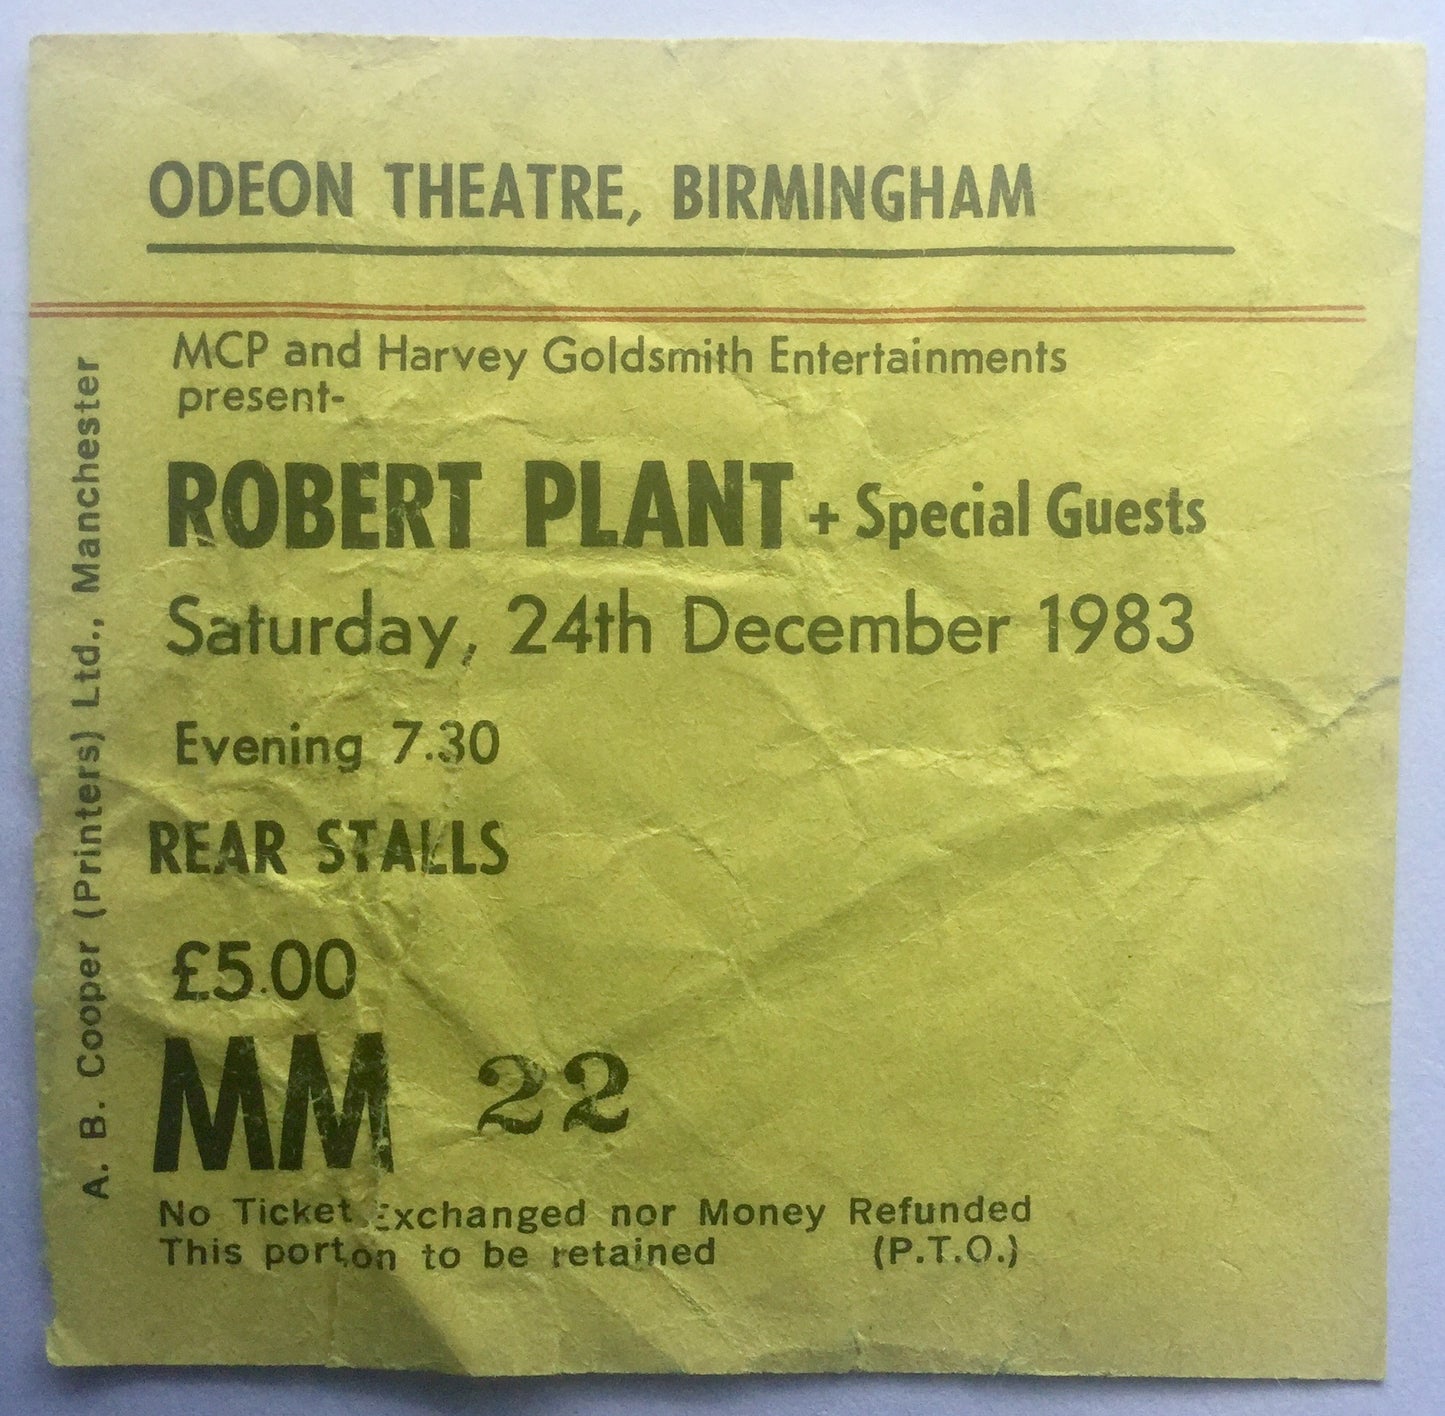 ODEON THEATRE, BIRMINGHAM
MCP and Harvey Goldsmith Entertainments
present-
ROBERT PLANT + Special Guests
Saturday, 24th December 1983
Evening 7.30
REAR STALLS
£5.00
MM 22
No Ticket Exchanged nor Money Refunded
This portion to be retained (P.T.O.)
A. B. Cooper (Printers) Ltd., Manchester